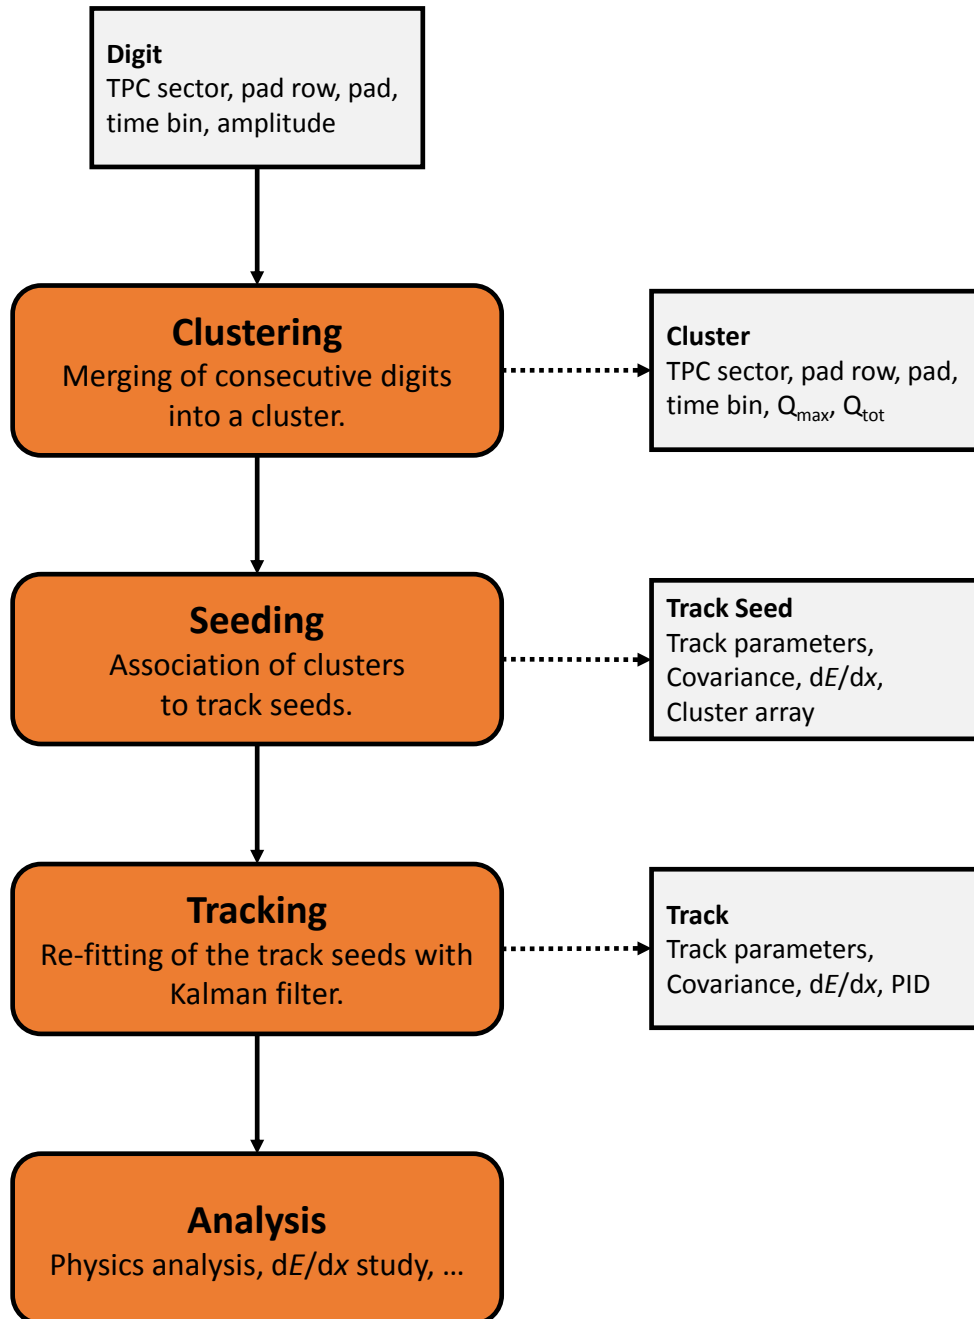 Digit
TPC sector, pad row, pad,
time bin, amplitude
Clustering
Merging of consecutive digits
into a cluster.
Cluster
TPC sector, pad row, pad,
time bin, Qmax, Qtot
Seeding
Association of clusters
to track seeds.
Track Seed
Track parameters,
Covariance, dE/dx,
Cluster array
Tracking
Re-fitting of the track seeds with
Kalman filter.
Track
Track parameters,
Covariance, dE/dx, PID
Analysis
Physics analysis, dE/dx study, ...